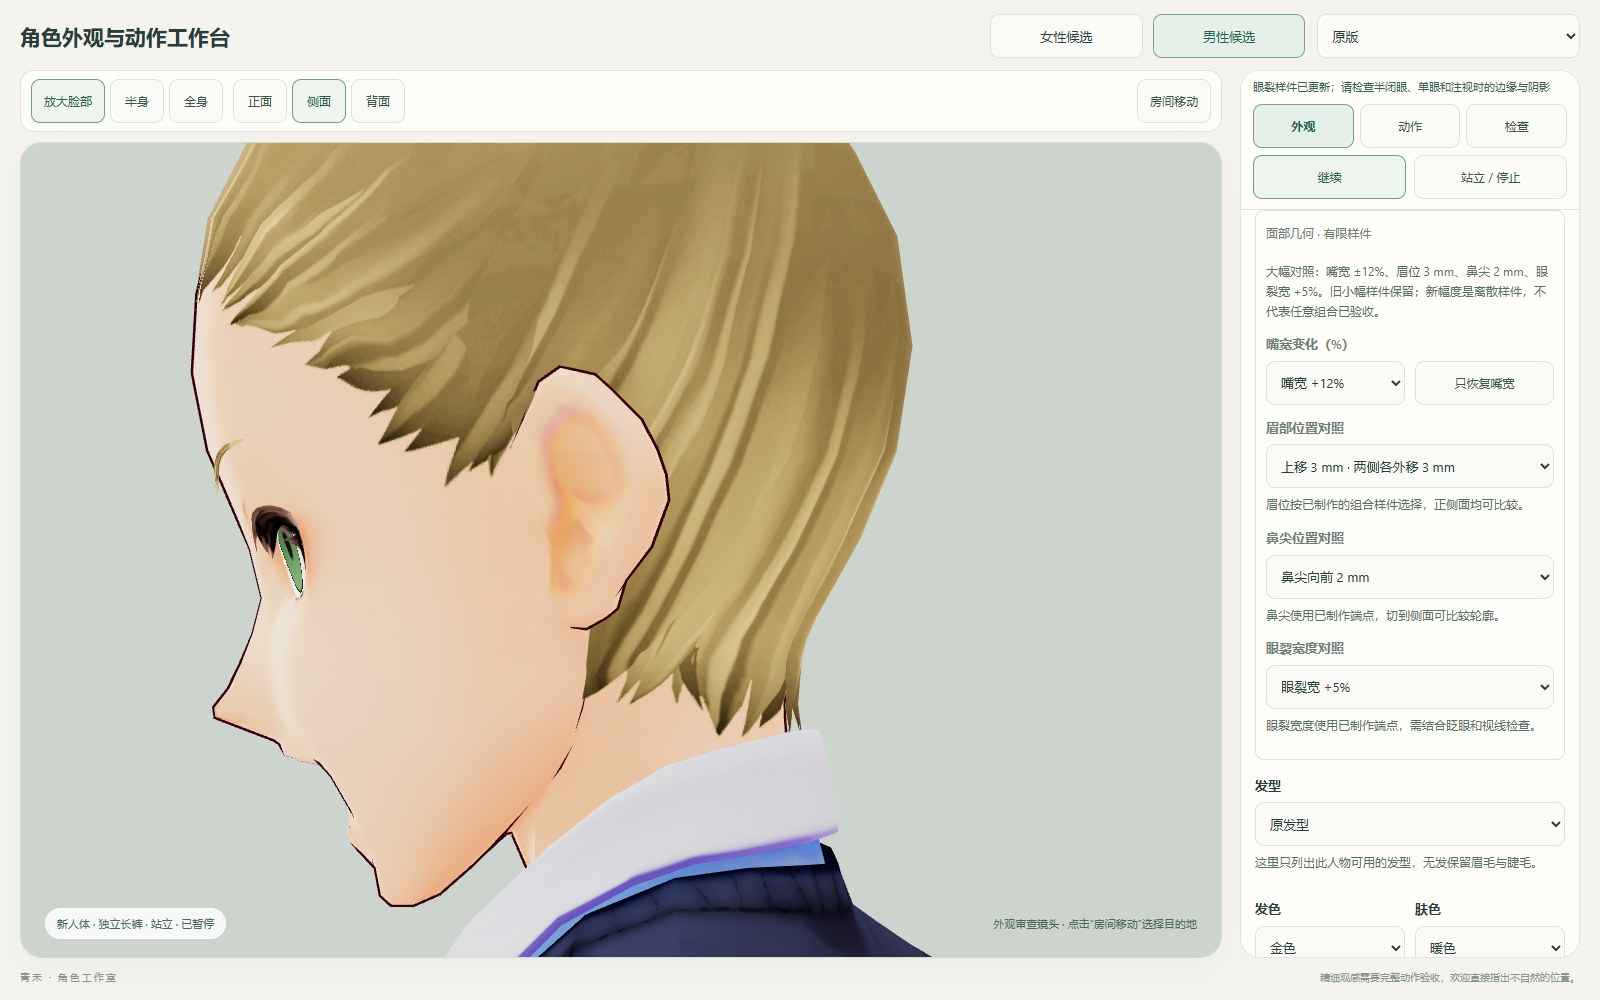 角色外观与动作工作台
女性候选
男性候选
原版
放大脸部
半身
全身
正面
侧面
背面
房间移动
眼裂样件已更新；请检查半闭眼、单眼和注视时的边缘与阴影
外观
动作
检查
继续
站立 / 停止
面部几何 · 有限样件
大幅对照：嘴宽 ±12%、眉位 3 mm、鼻尖 2 mm、眼
裂宽 +5%。旧小幅样件保留；新幅度是离散样件，不
代表任意组合已验收。
嘴宽变化（%）
嘴宽 +12%
只恢复嘴宽
眉部位置对照
上移 3 mm · 两侧各外移 3 mm
眉位按已制作的组合样件选择，正侧面均可比较。
鼻尖位置对照
鼻尖向前 2 mm
鼻尖使用已制作端点，切到侧面可比较轮廓。
眼裂宽度对照
眼裂宽 +5%
眼裂宽度使用已制作端点，需结合眨眼和视线检查。
发型
原发型
这里只列出此人物可用的发型，无发保留眉毛与睫毛。
发色
肤色
金色
暖色
新人体 · 独立长裤 · 站立 · 已暂停
外观审查镜头 · 点击“房间移动”选择目的地
青禾 · 角色工作室
精细观感需要完整动作验收，欢迎直接指出不自然的位置。